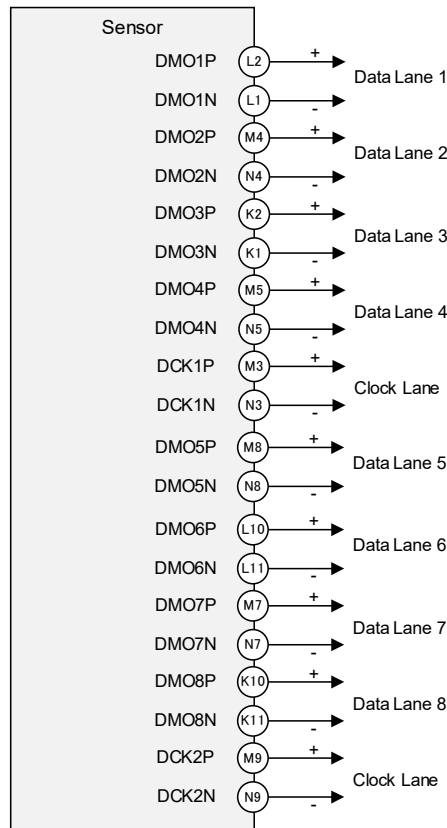 Sensor
DMO1P L2 + Data Lane 1
DMO1N L1 -
DMO2P M4 + Data Lane 2
DMO2N N4 -
DMO3P K2 + Data Lane 3
DMO3N K1 -
DMO4P M5 + Data Lane 4
DMO4N N5 -
DCK1P M3 + Clock Lane
DCK1N N3 -
DMO5P M8 + Data Lane 5
DMO5N N8 -
DMO6P L10 + Data Lane 6
DMO6N L11 -
DMO7P M7 + Data Lane 7
DMO7N N7 -
DMO8P K10 + Data Lane 8
DMO8N K11 -
DCK2P M9 + Clock Lane
DCK2N N9 -